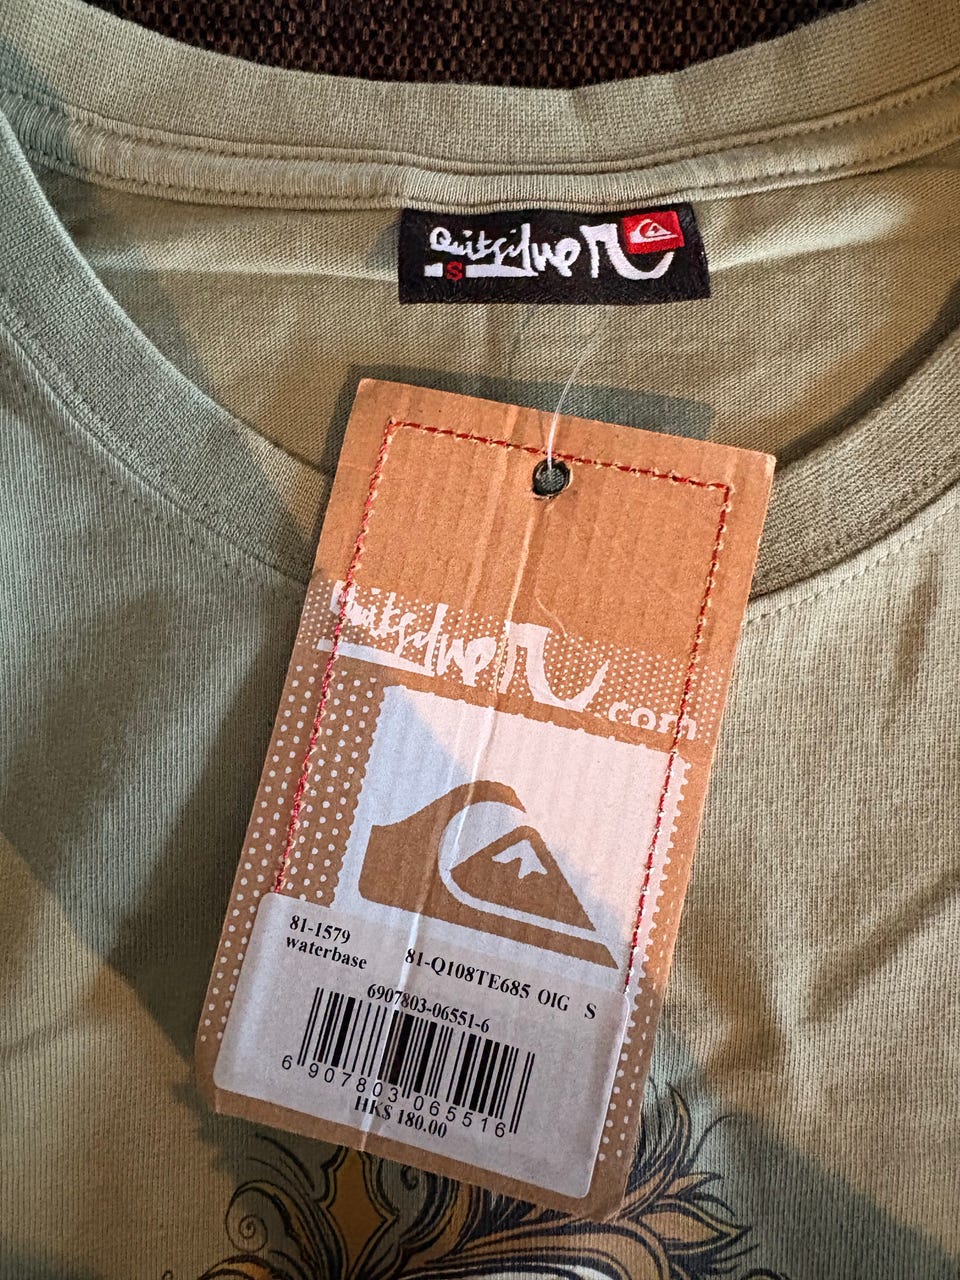 Quiksilver
S
Quiksilver
.com
81-1579
waterbase
81-Q108TE685 OIG S
6907803-06551-6
6 907803 065516
HK$ 180.00